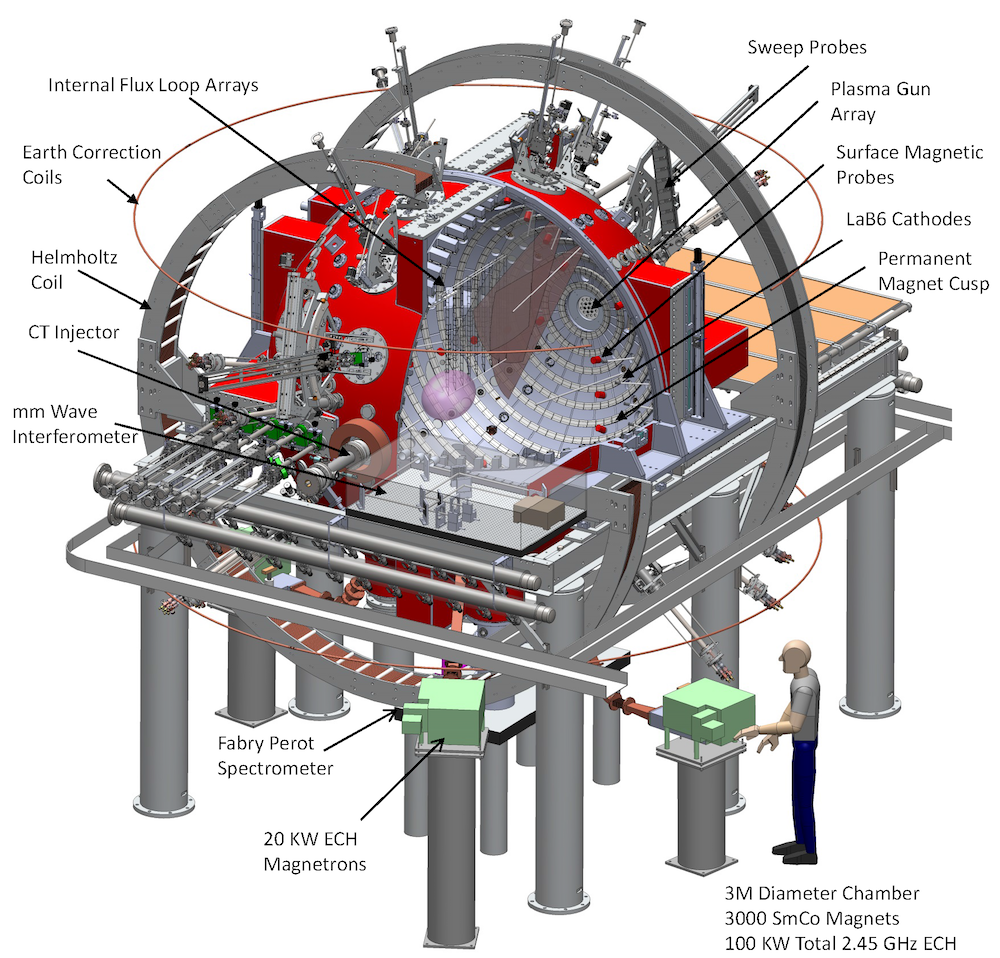 Sweep Probes
Internal Flux Loop Arrays
Plasma Gun
Array
Earth Correction
Coils
Surface Magnetic
Probes
LaB6 Cathodes
Helmholtz
Coil
Permanent
Magnet Cusp
CT Injector
mm Wave
Interferometer
Fabry Perot
Spectrometer
20 KW ECH
Magnetrons
3M Diameter Chamber
3000 SmCo Magnets
100 KW Total 2.45 GHz ECH